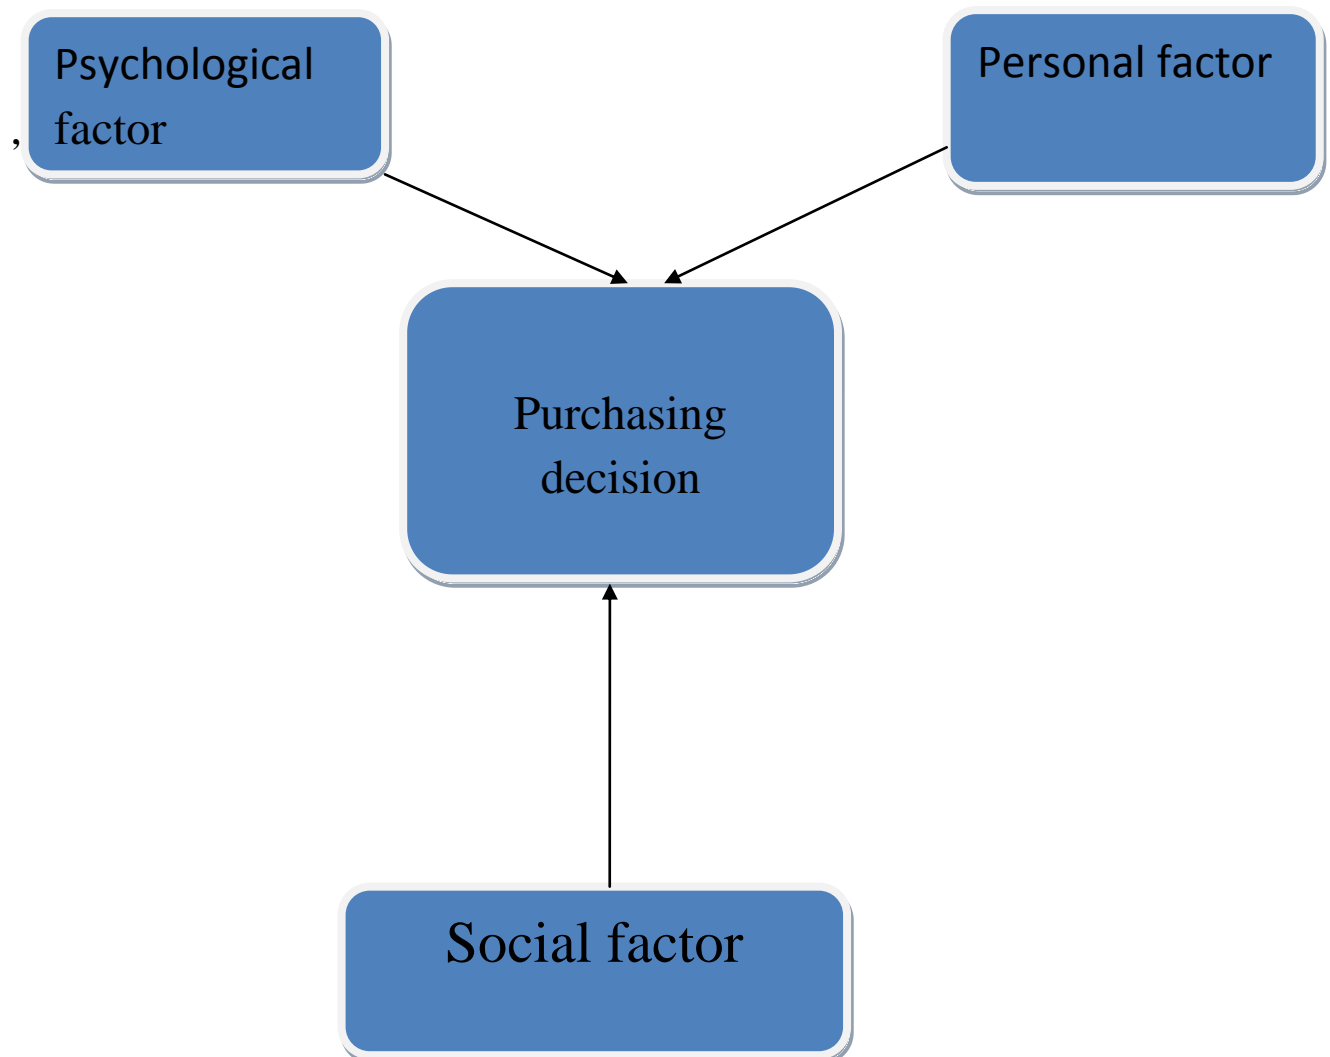 Psychological
, factor
Personal factor
Purchasing
decision
Social factor